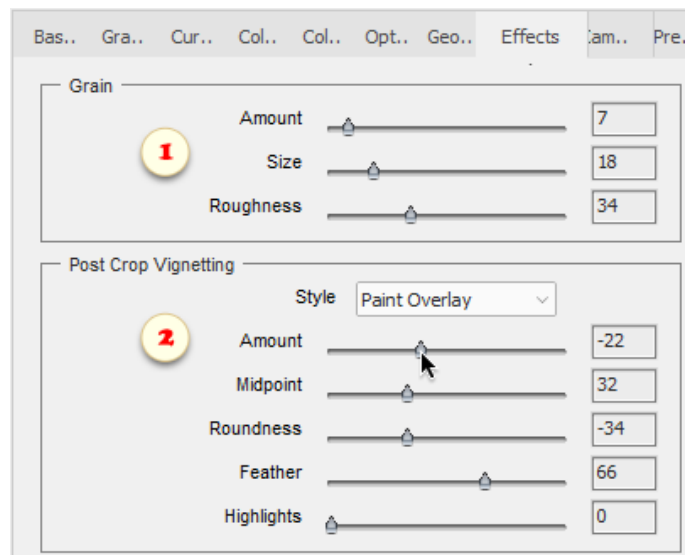 Bas.. Gra.. Cur.. Col.. Col.. Opt.. Geo.. Effects Cam.. Pre.
Grain
Amount 7
1
Size 18
Roughness 34
Post Crop Vignetting
Style Paint Overlay
2
Amount -22
Midpoint 32
Roundness -34
Feather 66
Highlights 0